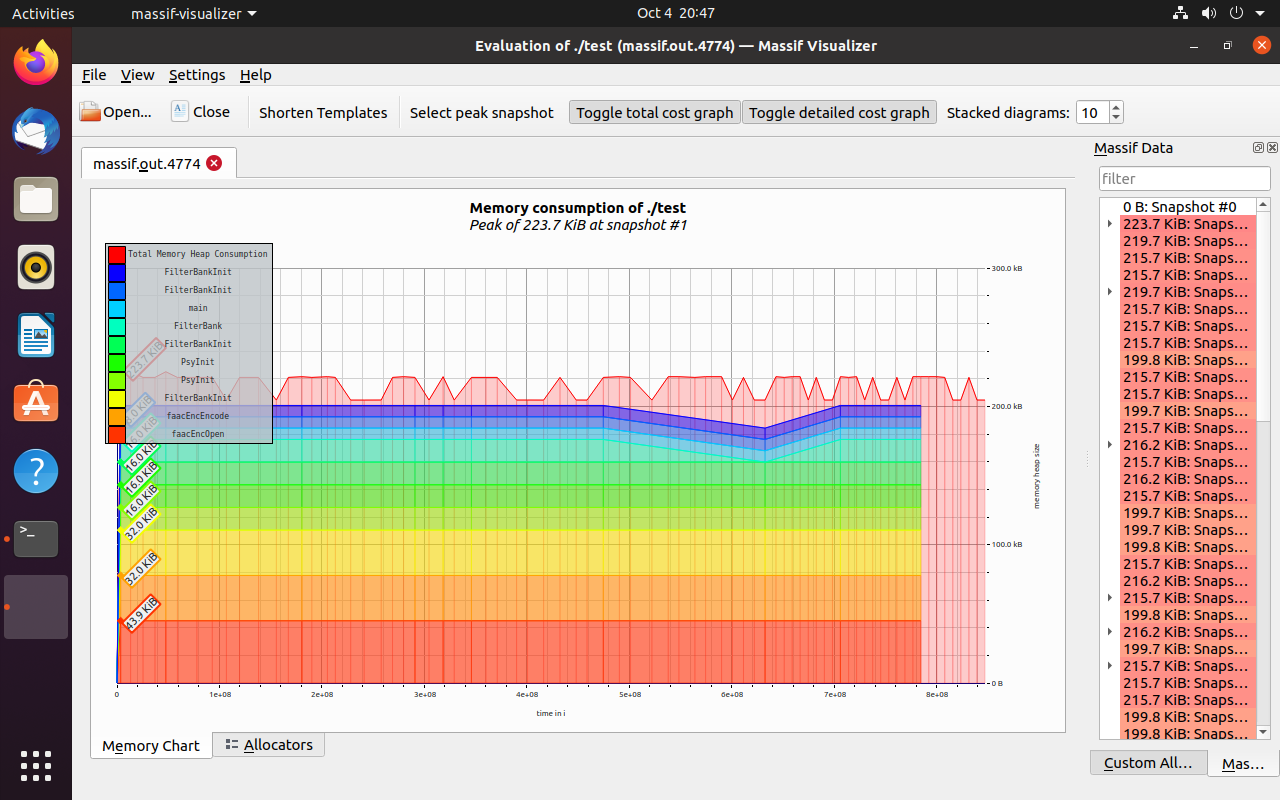 Activities
massif-visualizer
Oct 4 20:47
Evaluation of ./test (massif.out.4774) — Massif Visualizer
File View Settings Help
Open...
Close
Shorten Templates
Select peak snapshot
Toggle total cost graph
Toggle detailed cost graph
Stacked diagrams: 10
massif.out.4774
Memory consumption of ./test
Peak of 223.7 KiB at snapshot #1
Total Memory Heap Consumption
FilterBankInit
FilterBankInit
main
FilterBank
FilterBankInit
PsyInit
PsyInit
FilterBankInit
faacEncEncode
faacEncOpen
223.7 KiB
16.0 KiB
16.0 KiB
16.0 KiB
16.0 KiB
32.0 KiB
32.0 KiB
43.9 KiB
300.0 kB
200.0 kB
100.0 kB
0 B
memory heap size
0
1e+08
2e+08
3e+08
4e+08
5e+08
6e+08
7e+08
8e+08
time in i
Memory Chart
Allocators
Massif Data
filter
0 B: Snapshot #0
223.7 KiB: Snaps...
219.7 KiB: Snaps...
215.7 KiB: Snaps...
215.7 KiB: Snaps...
219.7 KiB: Snaps...
215.7 KiB: Snaps...
215.7 KiB: Snaps...
215.7 KiB: Snaps...
199.8 KiB: Snaps...
215.7 KiB: Snaps...
215.7 KiB: Snaps...
199.7 KiB: Snaps...
215.7 KiB: Snaps...
216.2 KiB: Snaps...
215.7 KiB: Snaps...
216.2 KiB: Snaps...
215.7 KiB: Snaps...
199.7 KiB: Snaps...
199.7 KiB: Snaps...
199.8 KiB: Snaps...
215.7 KiB: Snaps...
216.2 KiB: Snaps...
215.7 KiB: Snaps...
199.8 KiB: Snaps...
216.2 KiB: Snaps...
199.7 KiB: Snaps...
215.7 KiB: Snaps...
215.7 KiB: Snaps...
215.7 KiB: Snaps...
199.8 KiB: Snaps...
199.8 KiB: Snaps...
Custom All...
Mas...